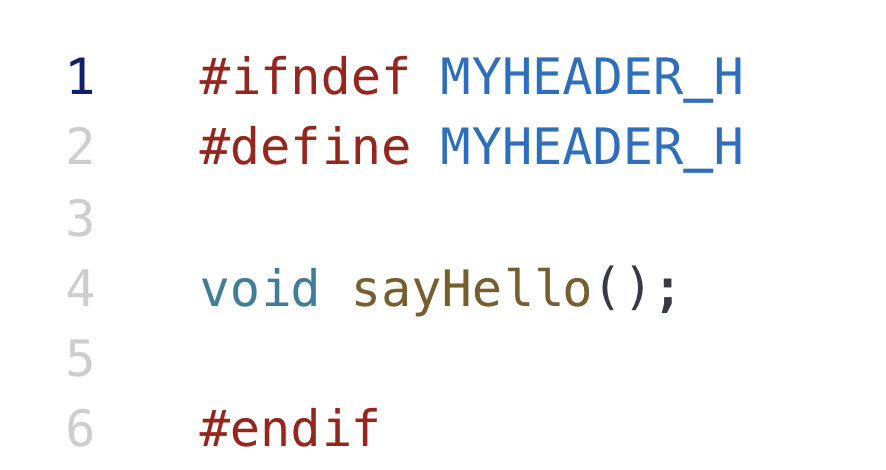 1 #ifndef MYHEADER_H
2 #define MYHEADER_H
3
4 void sayHello();
5
6 #endif